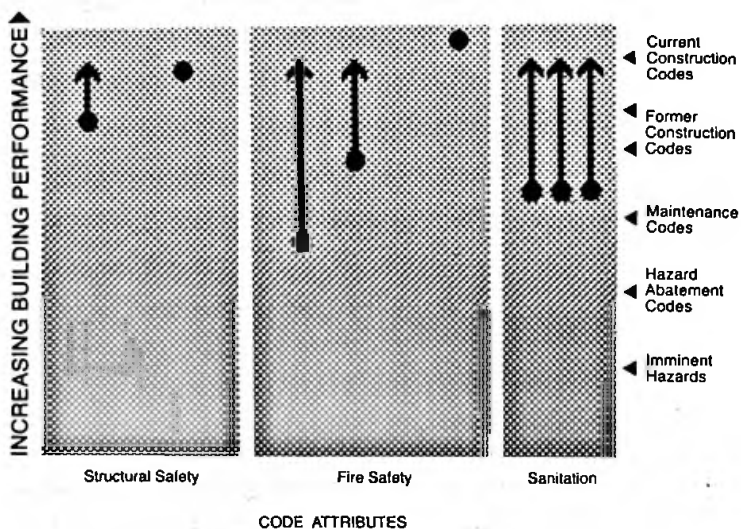 INCREASING BUILDING PERFORMANCE
Current
Construction
Codes
Former
Construction
Codes
Maintenance
Codes
Hazard
Abatement
Codes
Imminent
Hazards
Structural Safety
Fire Safety
Sanitation
CODE ATTRIBUTES